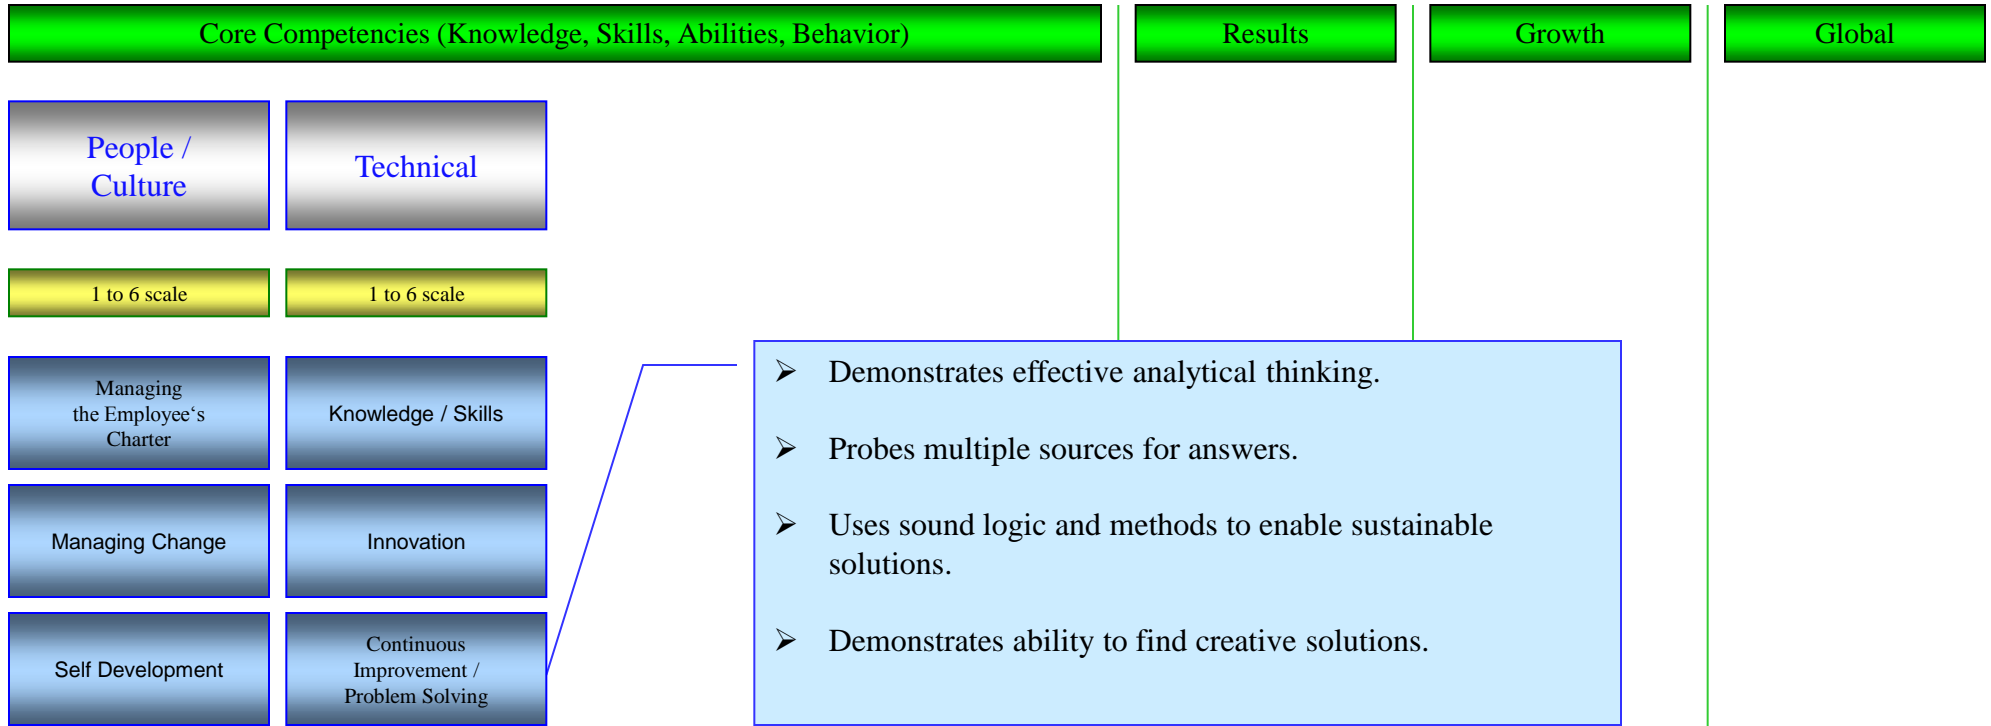 Core Competencies (Knowledge, Skills, Abilities, Behavior)
Results
Growth
Global
People /
Culture
Technical
1 to 6 scale
1 to 6 scale
Managing
the Employee‘s
Charter
Knowledge / Skills
Managing Change
Innovation
Self Development
Continuous
Improvement /
Problem Solving
➢ Demonstrates effective analytical thinking.
➢ Probes multiple sources for answers.
➢ Uses sound logic and methods to enable sustainable
solutions.
➢ Demonstrates ability to find creative solutions.